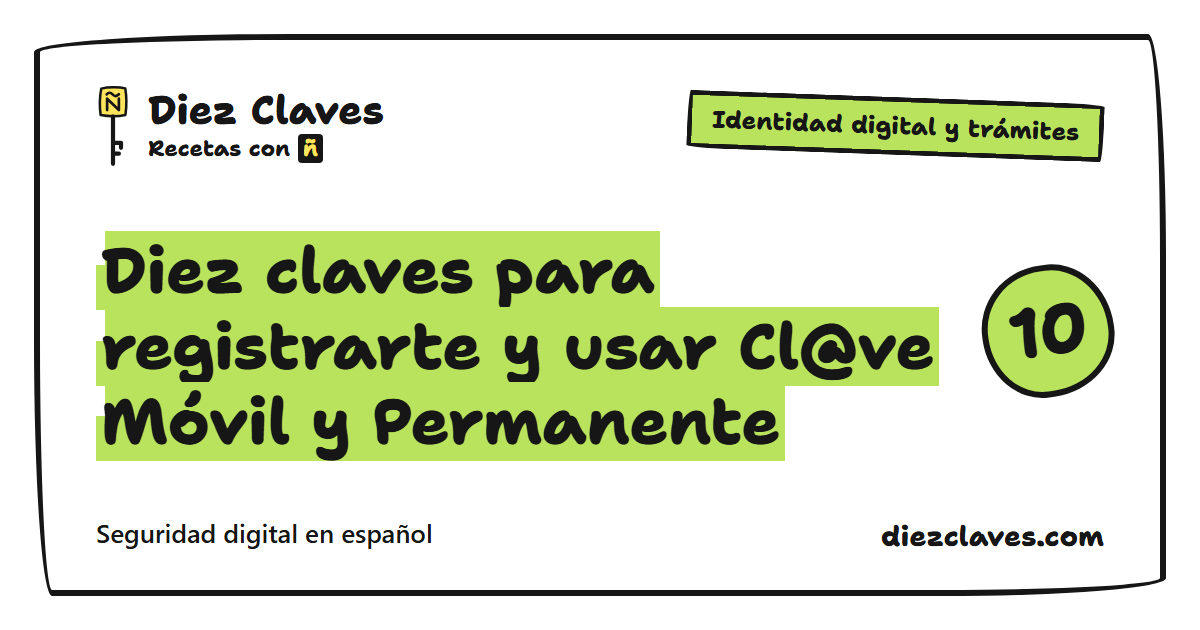 Ñ
Diez Claves
Recetas con ñ
Identidad digital y trámites
Diez claves para
registrarte y usar Cl@ve
Móvil y Permanente
10
Seguridad digital en español
diezclaves.com